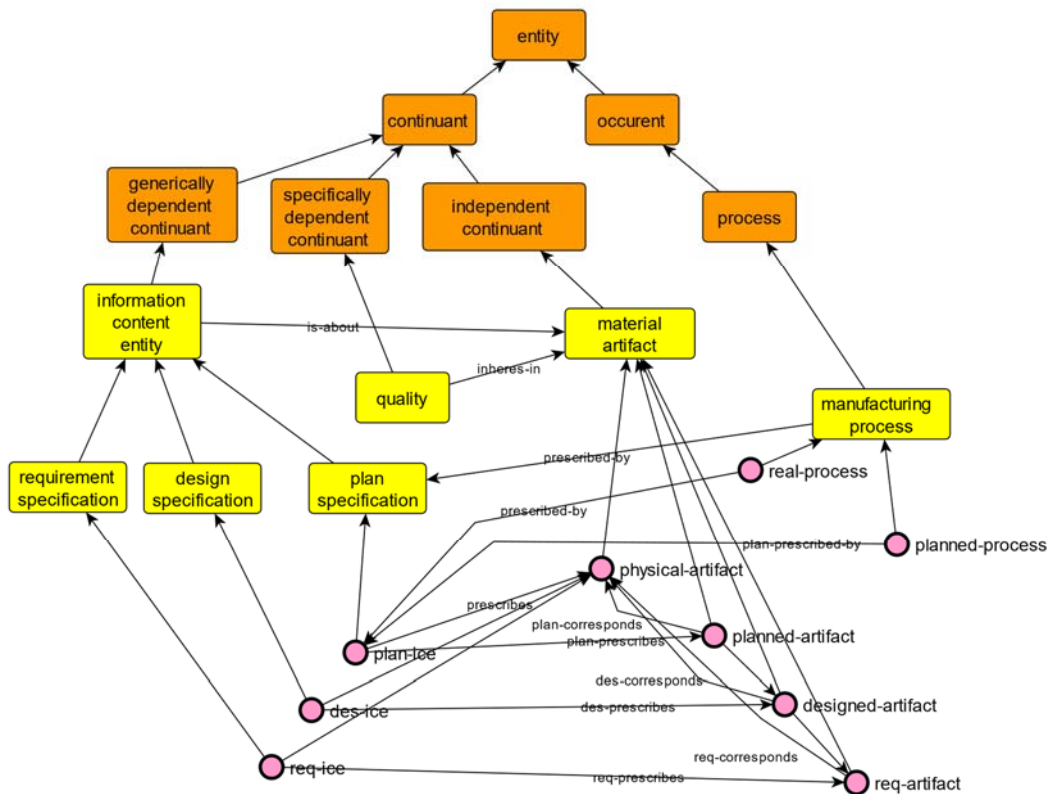 entity
continuant
occurent
generically
dependent
continuant
specifically
dependent
continuant
independent
continuant
process
information
content
entity
is-about
material
artifact
inheres-in
quality
manufacturing
process
prescribed-by
requirement
specification
design
specification
plan
specification
real-process
prescribed-by
plan-prescribed-by
planned-process
physical-artifact
prescribes
plan-corresponds
planned-artifact
plan-prescribes
plan-ice
des-corresponds
designed-artifact
des-prescribes
des-ice
req-corresponds
req-ice
req-prescribes
req-artifact